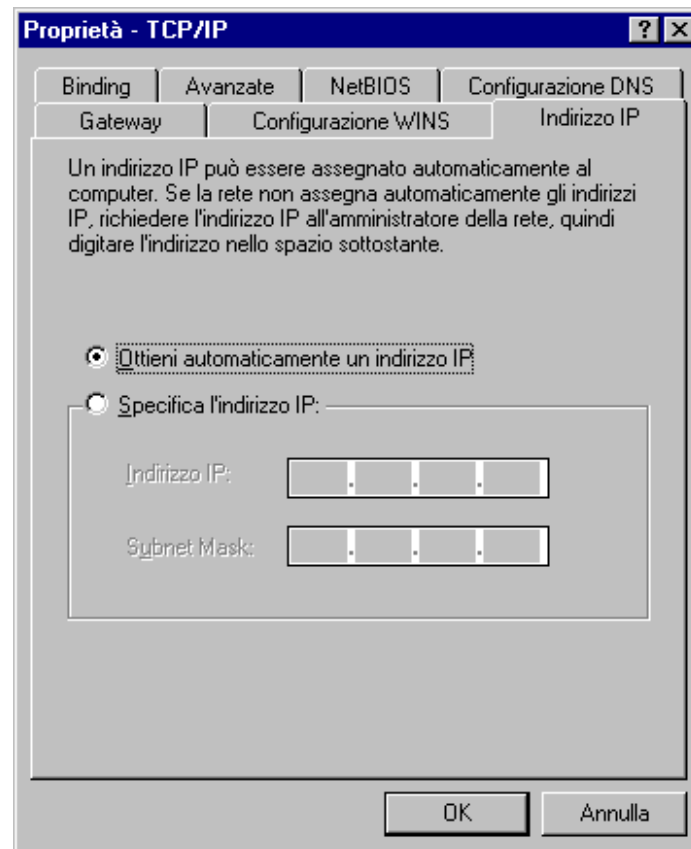 Proprietà - TCP/IP
Binding Avanzate NetBIOS Configurazione DNS
Gateway Configurazione WINS Indirizzo IP
Un indirizzo IP può essere assegnato automaticamente al
computer. Se la rete non assegna automaticamente gli indirizzi
IP, richiedere l'indirizzo IP all'amministratore della rete, quindi
digitare l'indirizzo nello spazio sottostante.
Ottieni automaticamente un indirizzo IP
Specifica l'indirizzo IP:
Indirizzo IP: . . .
Subnet Mask: . . .
OK Annulla